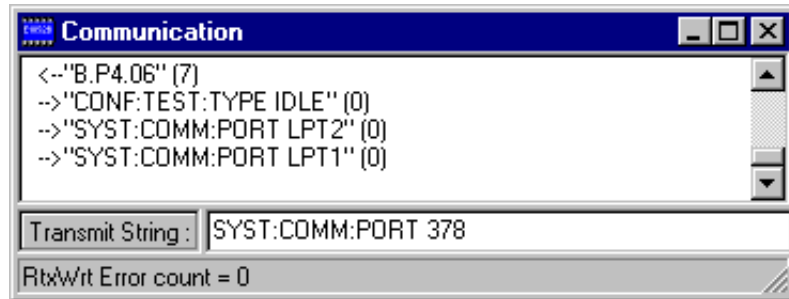 Communication
<--"B.P4.06" (7)
-->"CONF:TEST:TYPE IDLE" (0)
-->"SYST:COMM:PORT LPT2" (0)
-->"SYST:COMM:PORT LPT1" (0)
Transmit String : SYST:COMM:PORT 378
RtxWrt Error count = 0